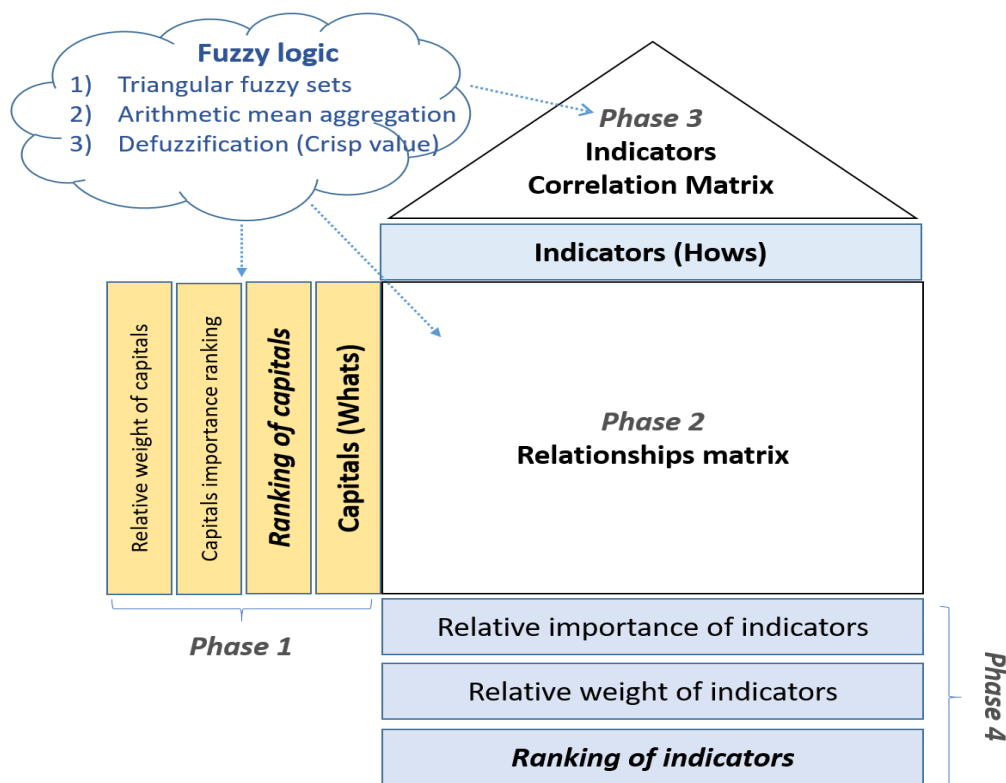 Fuzzy logic
1) Triangular fuzzy sets
2) Arithmetic mean aggregation
3) Defuzzification (Crisp value)
Phase 3
Indicators
Correlation Matrix
Indicators (Hows)
Relative weight of capitals
Capitals importance ranking
Ranking of capitals
Capitals (Whats)
Phase 2
Relationships matrix
Phase 1
Relative importance of indicators
Relative weight of indicators
Ranking of indicators
Phase 4